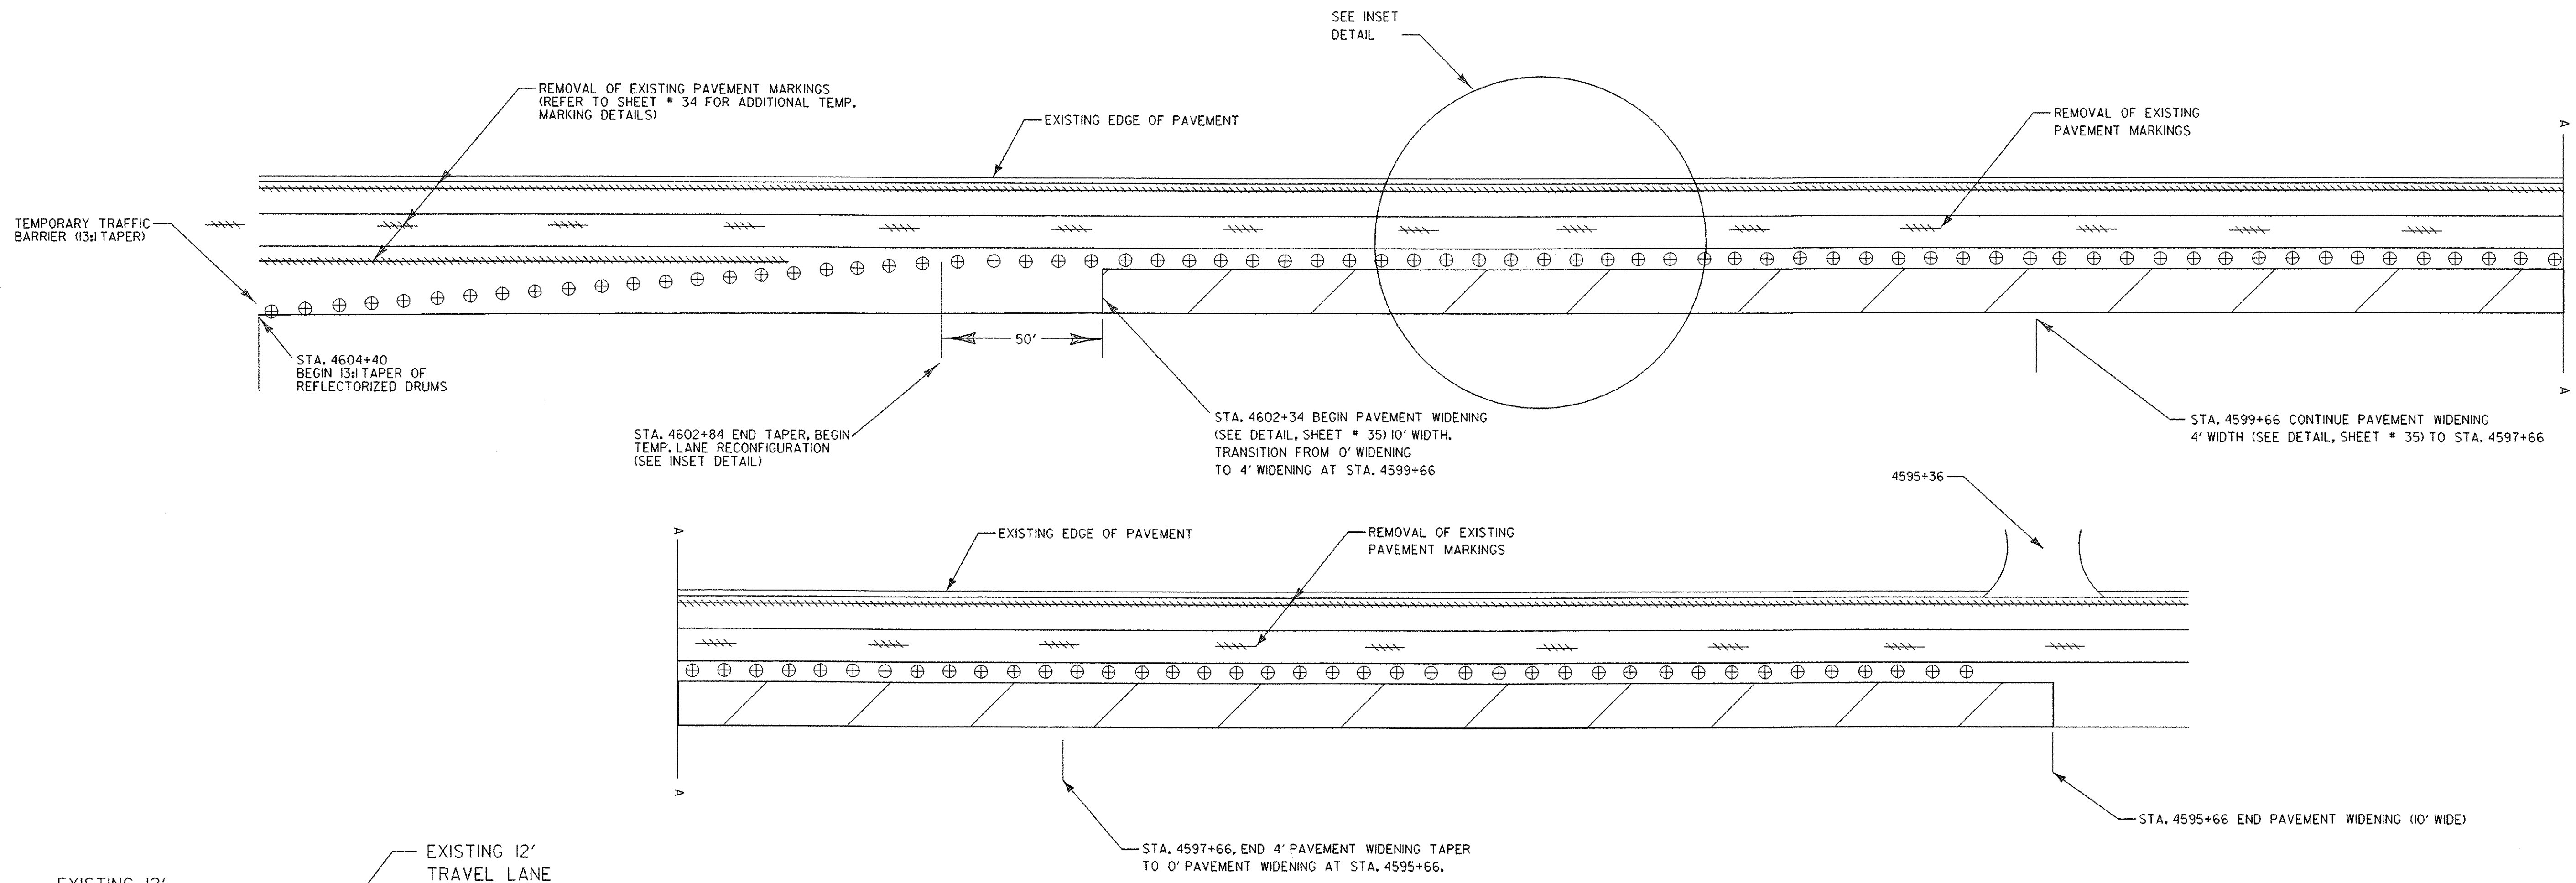 SEE INSET
DETAIL
REMOVAL OF EXISTING PAVEMENT MARKINGS
(REFER TO SHEET # 34 FOR ADDITIONAL TEMP.
MARKING DETAILS)
EXISTING EDGE OF PAVEMENT
REMOVAL OF EXISTING
PAVEMENT MARKINGS
A
TEMPORARY TRAFFIC
BARRIER (13:1 TAPER)
50'
STA. 4604+40
BEGIN 13:1 TAPER OF
REFLECTORIZED DRUMS
A
STA. 4602+84 END TAPER, BEGIN
TEMP. LANE RECONFIGURATION
(SEE INSET DETAIL)
STA. 4602+34 BEGIN PAVEMENT WIDENING
(SEE DETAIL, SHEET # 35) 10' WIDTH.
TRANSITION FROM 0' WIDENING
TO 4' WIDENING AT STA. 4599+66
STA. 4599+66 CONTINUE PAVEMENT WIDENING
4' WIDTH (SEE DETAIL, SHEET # 35) TO STA. 4597+66
4595+36
A
EXISTING EDGE OF PAVEMENT
REMOVAL OF EXISTING
PAVEMENT MARKINGS
A
STA. 4595+66 END PAVEMENT WIDENING (10' WIDE)
STA. 4597+66, END 4' PAVEMENT WIDENING TAPER
TO 0' PAVEMENT WIDENING AT STA. 4595+66.
EXISTING 12'
TRAVEL LANE
EXISTING 12'